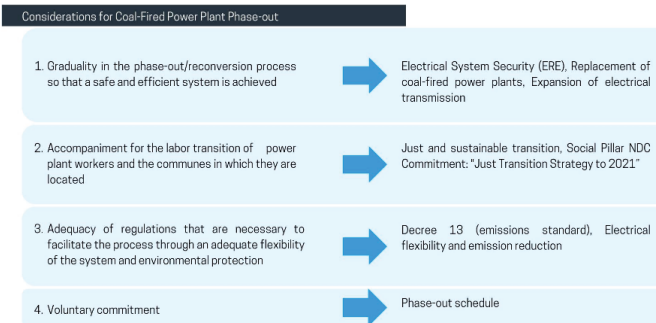 Considerations for Coal-Fired Power Plant Phase-out
1. Graduality in the phase-out/reconversion process
so that a safe and efficient system is achieved
Electrical System Security (ERE), Replacement of
coal-fired power plants, Expansion of electrical
transmission
2. Accompaniment for the labor transition of power
plant workers and the communes in which they are
located
Just and sustainable transition, Social Pillar NDC
Commitment: "Just Transition Strategy to 2021"
3. Adequacy of regulations that are necessary to
facilitate the process through an adequate flexibility
of the system and environmental protection
Decree 13 (emissions standard), Electrical
flexibility and emission reduction
4. Voluntary commitment
Phase-out schedule